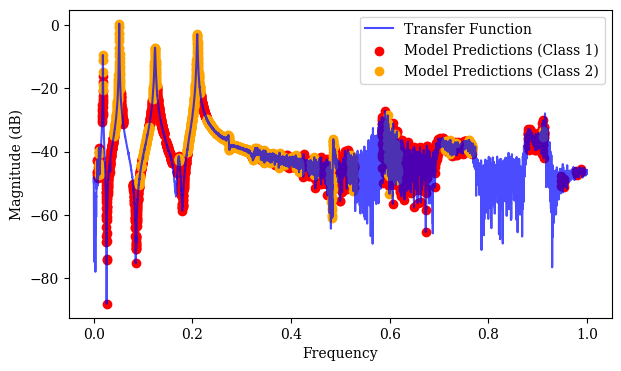 Transfer Function
Model Predictions (Class 1)
Model Predictions (Class 2)
0
−20
−40
−60
−80
Magnitude (dB)
0.0 0.2 0.4 0.6 0.8 1.0
Frequency